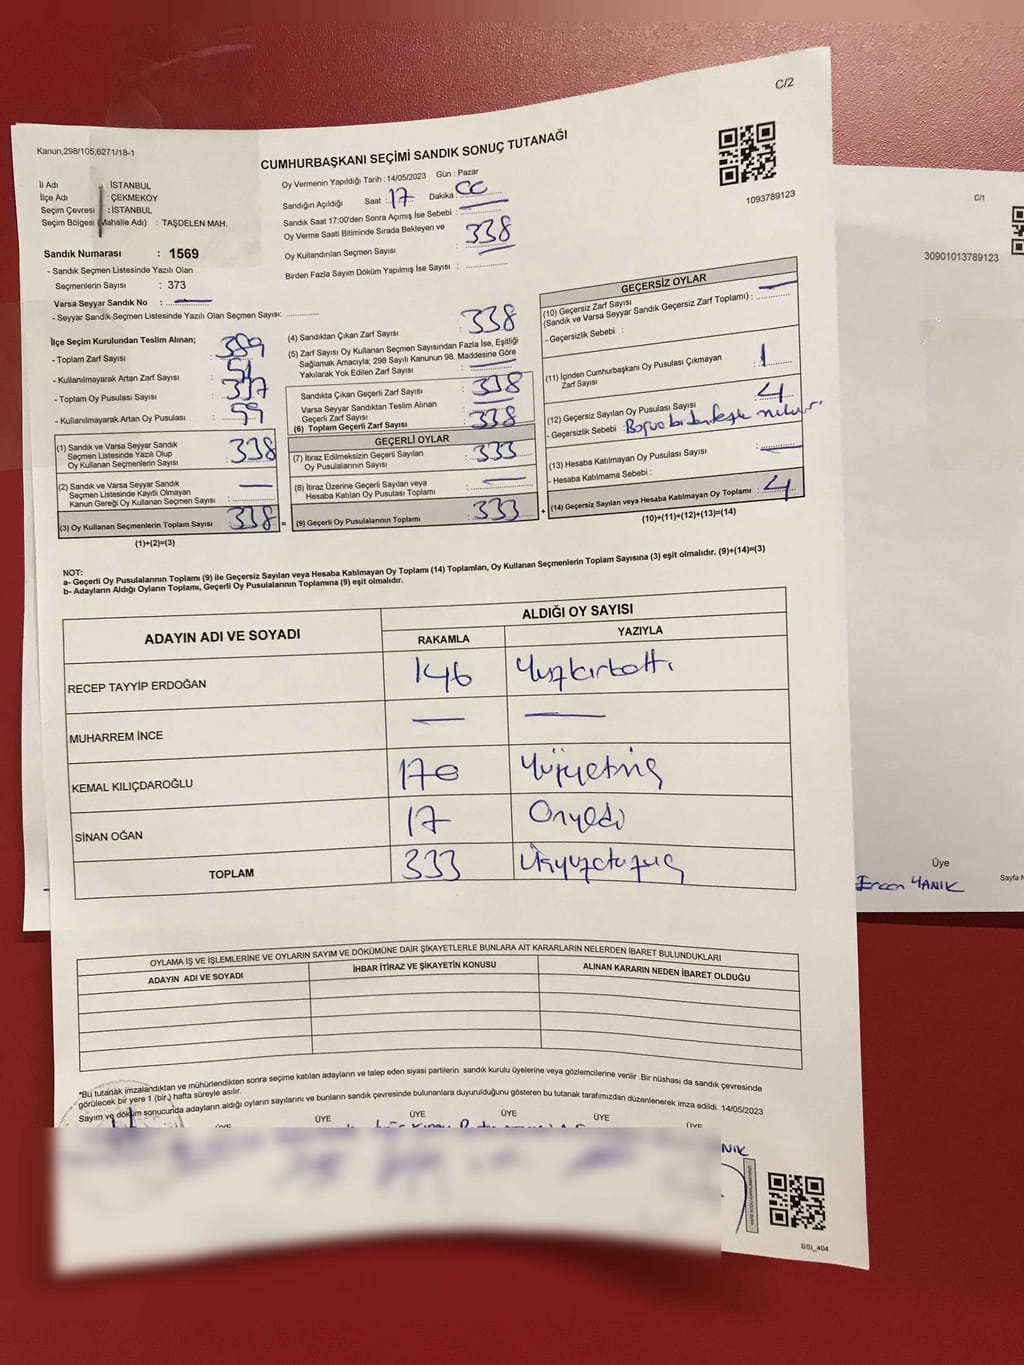 C/2
Kanun,298/105,6271/18-1
CUMHURBAŞKANI SEÇİMİ SANDIK SONUÇ TUTANAĞI
1093789123
İl Adı : İSTANBUL
İlçe Adı : ÇEKMEKÖY
Seçim Çevresi : İSTANBUL
Seçim Bölgesi (Mahalle Adı) : TAŞDELEN MAH.
Sandık Numarası : 1569
- Sandık Seçmen Listesinde Yazılı Olan
Seçmenlerin Sayısı : 373
Varsa Seyyar Sandık No : —
- Seyyar Sandık Seçmen Listesinde Yazılı Olan Seçmen Sayısı:
Oy Vermenin Yapıldığı Tarih : 14/05/2023 Gün : Pazar
Sandığın Açıldığı Saat : 17 Dakika :
Sandık Saat 17:00'den Sonra Açımış İse Sebebi :
Oy Verme Saati Bitiminde Sırada Bekleyen ve
Oy Kullandırılan Seçmen Sayısı : 338
Birden Fazla Sayım Döküm Yapılmış İse Sayısı :
İlçe Seçim Kurulundan Teslim Alınan;
- Toplam Zarf Sayısı : 389
- Kullanılmayarak Artan Zarf Sayısı : 51
- Toplam Oy Pusulası Sayısı :
- Kullanılmayarak Artan Oy Pusulası :
(1) Sandık ve Varsa Seyyar Sandık
Seçmen Listesinde Yazılı Olup
Oy Kullanan Seçmenlerin Sayısı : 338
(2) Sandık ve Varsa Seyyar Sandık
Seçmen Listesinde Kayıtlı Olmayan
Kanun Gereği Oy Kullanan Seçmen Sayısı : —
(3) Oy Kullanan Seçmenlerin Toplam Sayısı : 338 =
(1)+(2)=(3)
(4) Sandıktan Çıkan Zarf Sayısı : 338
(5) Zarf Sayısı Oy Kullanan Seçmen Sayısından Fazla İse, Eşitliği
Sağlamak Amacıyla; 298 Sayılı Kanunun 98. Maddesine Göre
Yakılarak Yok Edilen Zarf Sayısı : —
Sandıkta Çıkan Geçerli Zarf Sayısı : 338
Varsa Seyyar Sandıktan Teslim Alınan
Geçerli Zarf Sayısı : —
(6) Toplam Geçerli Zarf Sayısı : 338
GEÇERLİ OYLAR
(7) İtiraz Edilmeksizin Geçerli Sayılan
Oy Pusulalarının Sayısı : 333
(8) İtiraz Üzerine Geçerli Sayılan veya
Hesaba Katılan Oy Pusulası Toplamı : —
(9) Geçerli Oy Pusulalarının Toplamı : 333 +
GEÇERSİZ OYLAR
(10) Geçersiz Zarf Sayısı
(Sandık ve Varsa Seyyar Sandık Geçersiz Zarf Toplamı) : —
- Geçersizlik Sebebi :
(11) İçinden Cumhurbaşkanı Oy Pusulası Çıkmayan
Zarf Sayısı : 1
(12) Geçersiz Sayılan Oy Pusulası Sayısı : 4
- Geçersizlik Sebebi :
(13) Hesaba Katılmayan Oy Pusulası Sayısı : —
- Hesaba Katılmama Sebebi :
(14) Geçersiz Sayılan veya Hesaba Katılmayan Oy Toplamı : 4
(10)+(11)+(12)+(13)=(14)
NOT:
a- Geçerli Oy Pusulalarının Toplamı (9) ile Geçersiz Sayılan veya Hesaba Katılmayan Oy Toplamı (14) Toplamları, Oy Kullanan Seçmenlerin Toplam Sayısına (3) eşit olmalıdır. (9)+(14)=(3)
b- Adayların Aldığı Oyların Toplamı, Geçerli Oy Pusulalarının Toplamına (9) eşit olmalıdır.
ADAYIN ADI VE SOYADI ALDIĞI OY SAYISI
RAKAMLA YAZIYLA
RECEP TAYYİP ERDOĞAN 146 Yüzkırkaltı
MUHARREM İNCE — —
KEMAL KILIÇDAROĞLU 170 Yüzyetmiş
SİNAN OĞAN 17 Onyedi
TOPLAM 333 Üçyüzotuzüç
OYLAMA İŞ VE İŞLEMLERİNE VE OYLARIN SAYIM VE DÖKÜMÜNE DAİR ŞİKAYETLERLE BUNLARA AİT KARARLARIN NELERDEN İBARET BULUNDUKLARI
ADAYIN ADI VE SOYADI İHBAR İTİRAZ VE ŞİKAYETİN KONUSU ALINAN KARARIN NEDEN İBARET OLDUĞU
*Bu tutanak imzalandıktan ve mühürlendikten sonra seçime katılan adayların ve talep eden siyasi partilerin sandık kurulu üyelerine veya gözlemcilerine verilir .Bir nüshası da sandık çevresinde
görülecek bir yere 1 (bir) hafta süreyle asılır.
Sayım ve döküm sonucunda adayların aldığı oyların sayılarını ve bunların sandık çevresinde bulunanlara duyurulduğunu gösteren bu tutanak tarafımızdan düzenlenerek imza edildi. 14/05/2023
ÜYE ÜYE ÜYE ÜYE ÜYE ÜYE
SSI_404
C/1
30901013789123
Üye
Ercan YANIK
Sayfa N